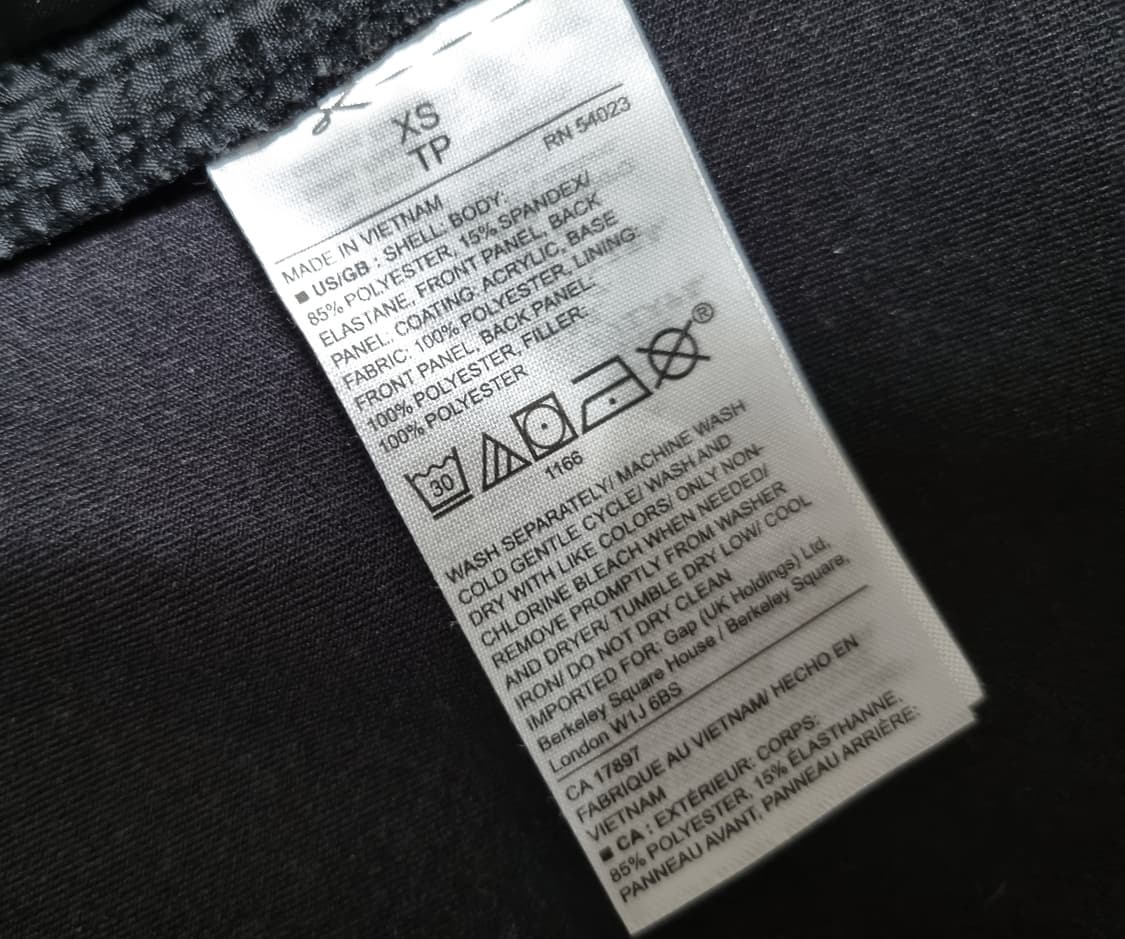 XS
TP
RN 54023
MADE IN VIETNAM
■ US/GB : SHELL: BODY:
85% POLYESTER, 15% SPANDEX/
ELASTANE., FRONT PANEL, BACK
PANEL: COATING: ACRYLIC, BASE
FABRIC: 100% POLYESTER, LINING:
FRONT PANEL, BACK PANEL:
100% POLYESTER, FILLER:
100% POLYESTER
30
®
1166
WASH SEPARATELY/ MACHINE WASH
COLD GENTLE CYCLE/ WASH AND
DRY WITH LIKE COLORS/ ONLY NON-
CHLORINE BLEACH WHEN NEEDED/
REMOVE PROMPTLY FROM WASHER
AND DRYER/ TUMBLE DRY LOW/ COOL
IRON/ DO NOT DRY CLEAN
IMPORTED FOR: Gap (UK Holdings) Ltd,
Berkeley Square House / Berkeley Square,
London W1J 6BS
CA 17897
FABRIQUE AU VIETNAM/ HECHO EN
VIETNAM
■ CA : EXTÉRIEUR: CORPS:
85% POLYESTER, 15% ÉLASTHANNE,
PANNEAU AVANT, PANNEAU ARRIÈRE: